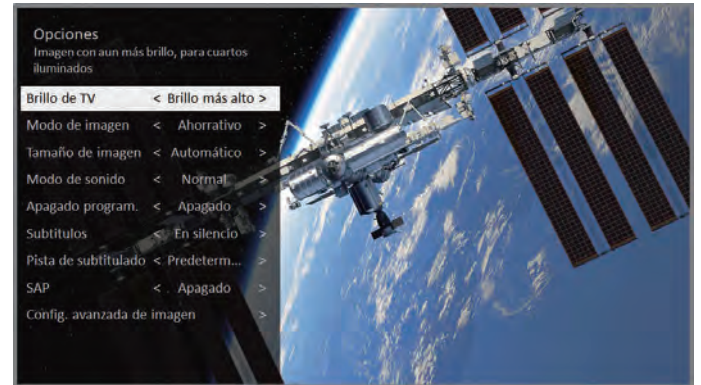 Opciones
Imagen con aun más brillo, para cuartos
iluminados
Brillo de TV < Brillo más alto >
Modo de imagen < Ahorrativo >
Tamaño de imagen < Automático >
Modo de sonido < Normal >
Apagado program. < Apagado >
Subtitulos < En silencio >
Pista de subtitulado < Predeterm... >
SAP < Apagado >
Config. avanzada de imagen >